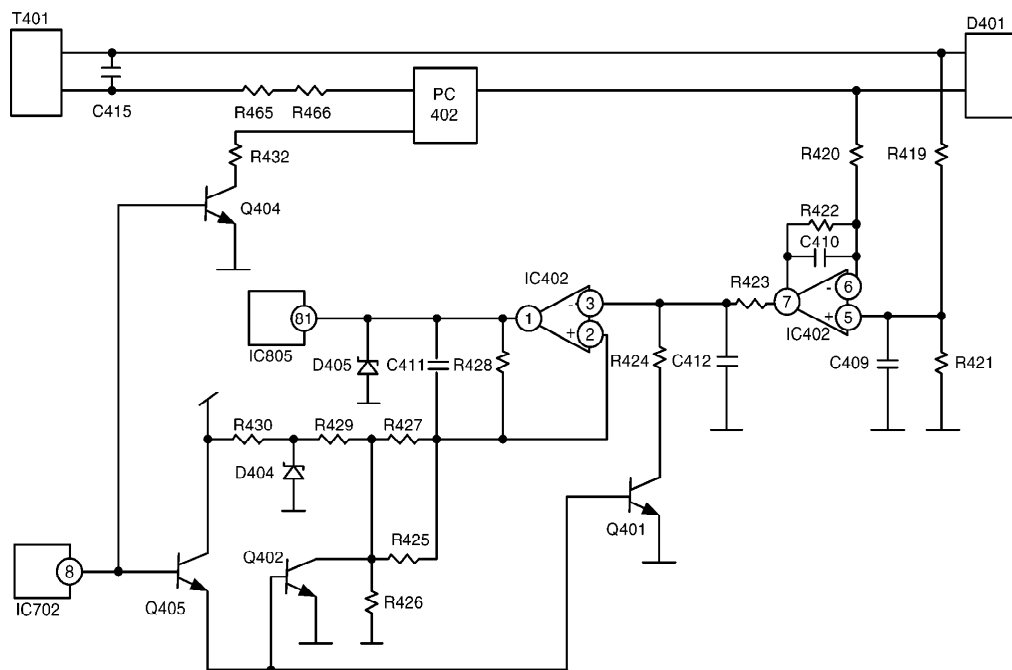 T401
D401
C415
R465
R466
PC
402
R432
R420
R419
Q404
R422
C410
IC402
6
-
R423
7
3
-
+
5
81
1
IC402
+
2
IC805
D405
C411
R428
R424
C412
C409
R421
R430
R429
R427
D404
Q401
R425
Q402
8
R426
IC702
Q405